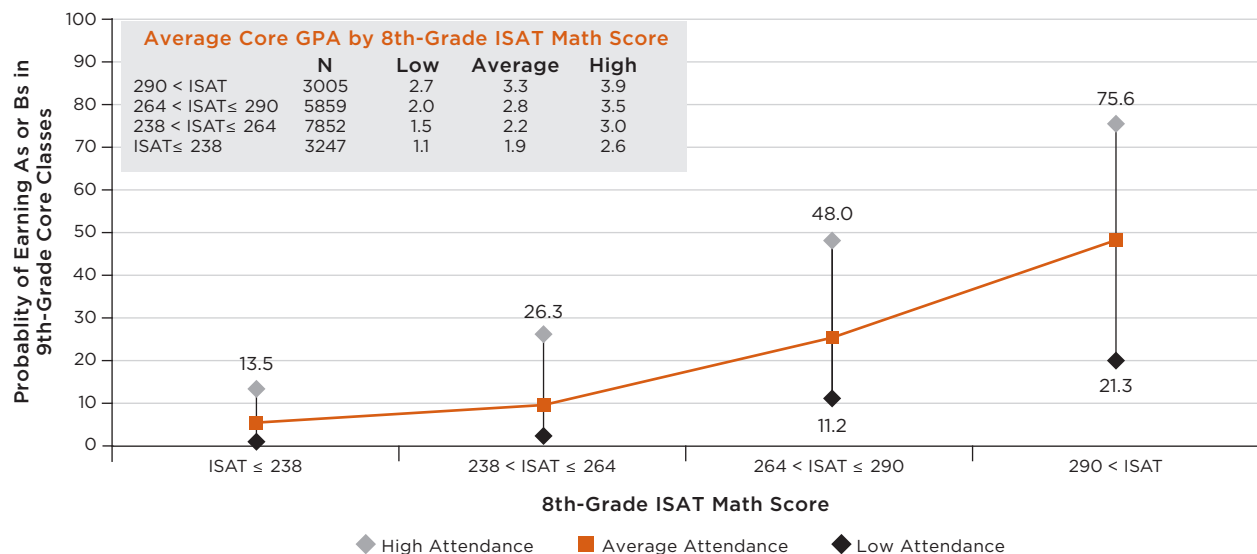 Average Core GPA by 8th-Grade ISAT Math Score
N Low Average High
290 < ISAT 3005 2.7 3.3 3.9
264 < ISAT≤ 290 5859 2.0 2.8 3.5
238 < ISAT≤ 264 7852 1.5 2.2 3.0
ISAT≤ 238 3247 1.1 1.9 2.6
Probablity of Earning As or Bs in
9th-Grade Core Classes
100
90
80
70
60
50
40
30
20
10
0
13.5
26.3
48.0
11.2
75.6
21.3
ISAT ≤ 238
238 < ISAT ≤ 264
264 < ISAT ≤ 290
290 < ISAT
8th-Grade ISAT Math Score
High Attendance
Average Attendance
Low Attendance